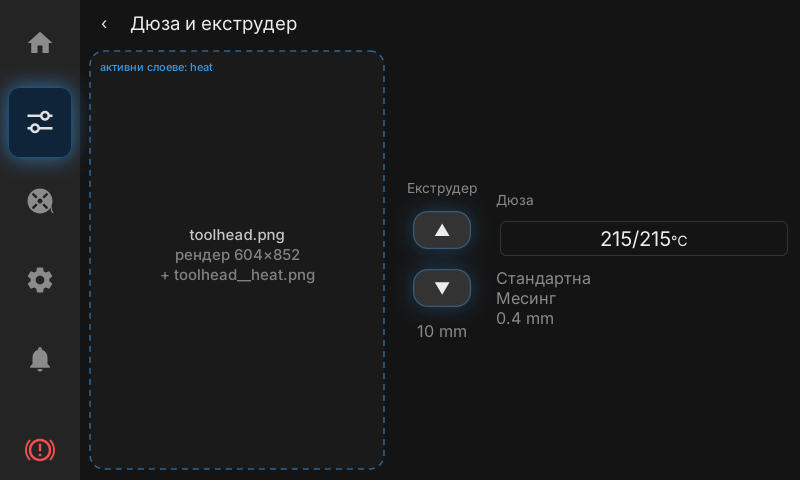 ‹ Дюза и екструдер
активни слоеве: heat
toolhead.png
рендер 604×852
+ toolhead__heat.png
Екструдер
▲
▼
10 mm
Дюза
215/215°C
Стандартна
Месинг
0.4 mm